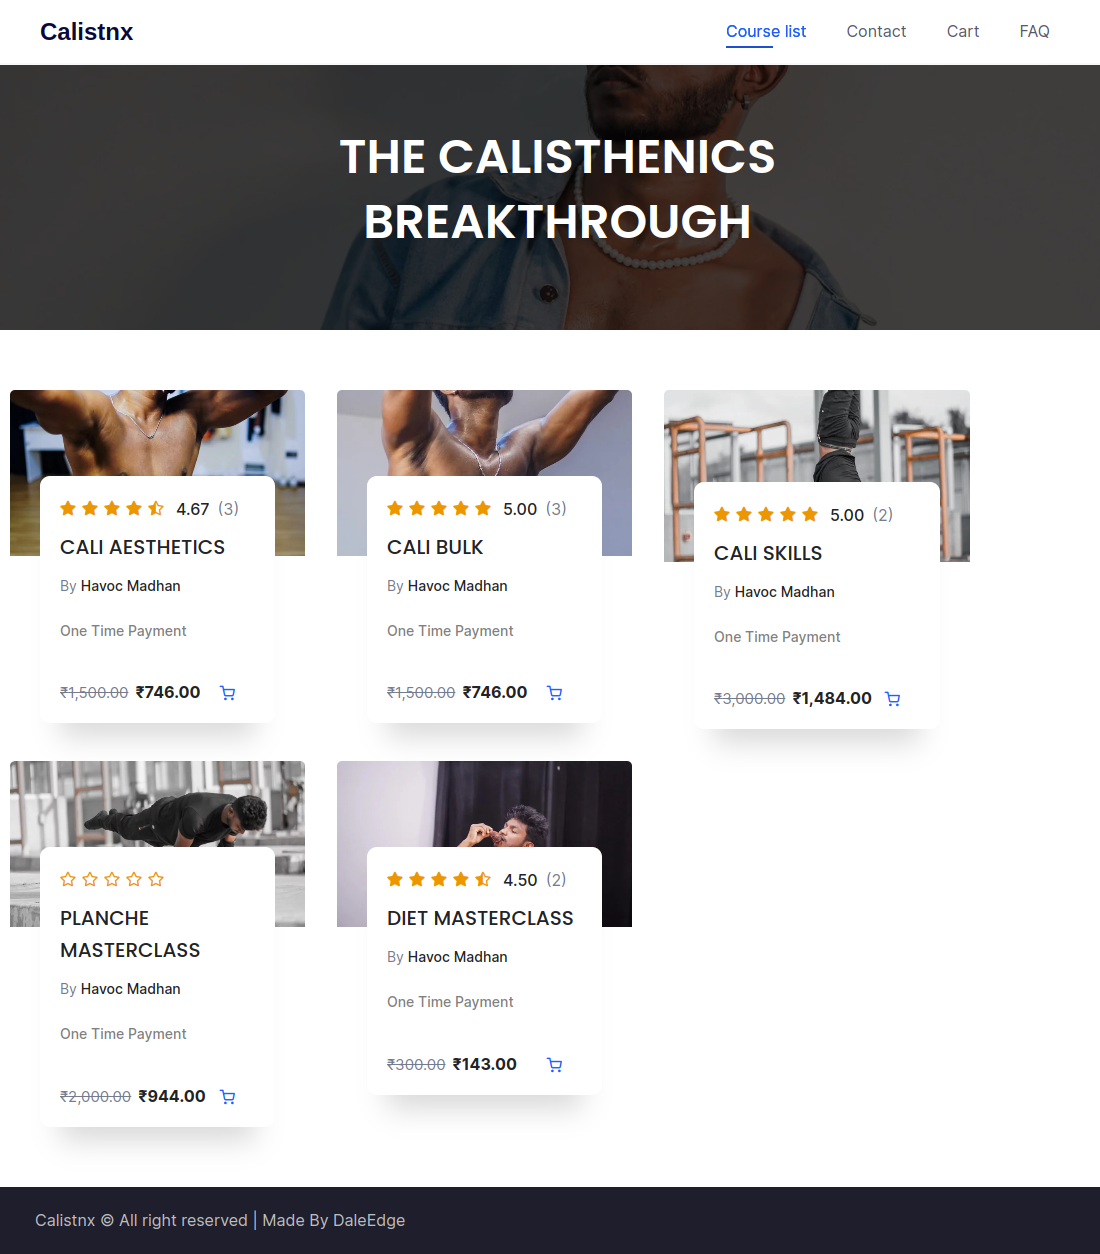 Calistnx
Course list
Contact
Cart
FAQ
THE CALISTHENICS
BREAKTHROUGH
4.67 (3)
CALI AESTHETICS
By Havoc Madhan
One Time Payment
₹1,500.00 ₹746.00
5.00 (3)
CALI BULK
By Havoc Madhan
One Time Payment
₹1,500.00 ₹746.00
5.00 (2)
CALI SKILLS
By Havoc Madhan
One Time Payment
₹3,000.00 ₹1,484.00
PLANCHE
MASTERCLASS
By Havoc Madhan
One Time Payment
₹2,000.00 ₹944.00
4.50 (2)
DIET MASTERCLASS
By Havoc Madhan
One Time Payment
₹300.00 ₹143.00
Calistnx © All right reserved | Made By DaleEdge